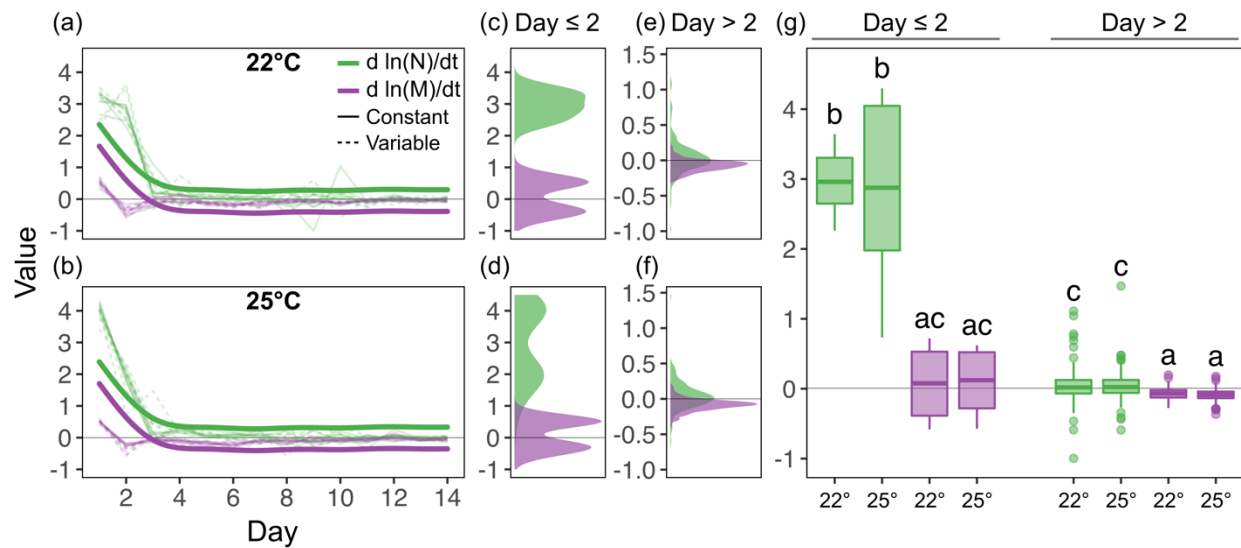 (a)
22°C
d ln(N)/dt
d ln(M)/dt
Constant
Variable
4
3
2
1
0
-1
(b)
25°C
4
3
2
1
0
-1
2 4 6 8 10 12 14
Day
Value
(c) Day ≤ 2
4
3
2
1
0
-1
(d)
4
3
2
1
0
-1
(e) Day > 2
1.5
1.0
0.5
0.0
-0.5
-1.0
(f)
1.5
1.0
0.5
0.0
-0.5
-1.0
(g) Day ≤ 2 Day > 2
4
3
2
1
0
-1
b b ac ac c c a a
22° 25° 22° 25° 22° 25° 22° 25°